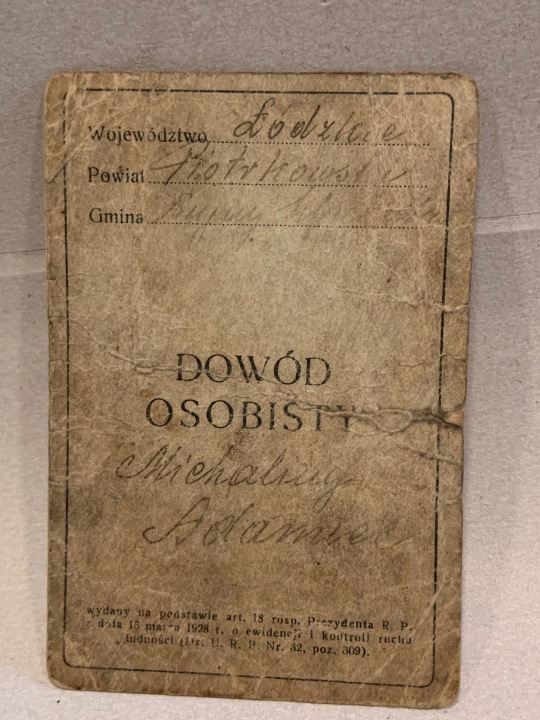 Województwo Łódzkie
Powiat Piotrkowski
Gmina
DOWÓD
OSOBISTY
Michaliny
Adamiec
wydany na podstawie art. 18 rozp. Prezydenta R. P.
z dnia 16 marca 1928 r. o ewidencji i kontroli ruchu
ludności (Dz. U. R. P. Nr. 32, poz. 309).